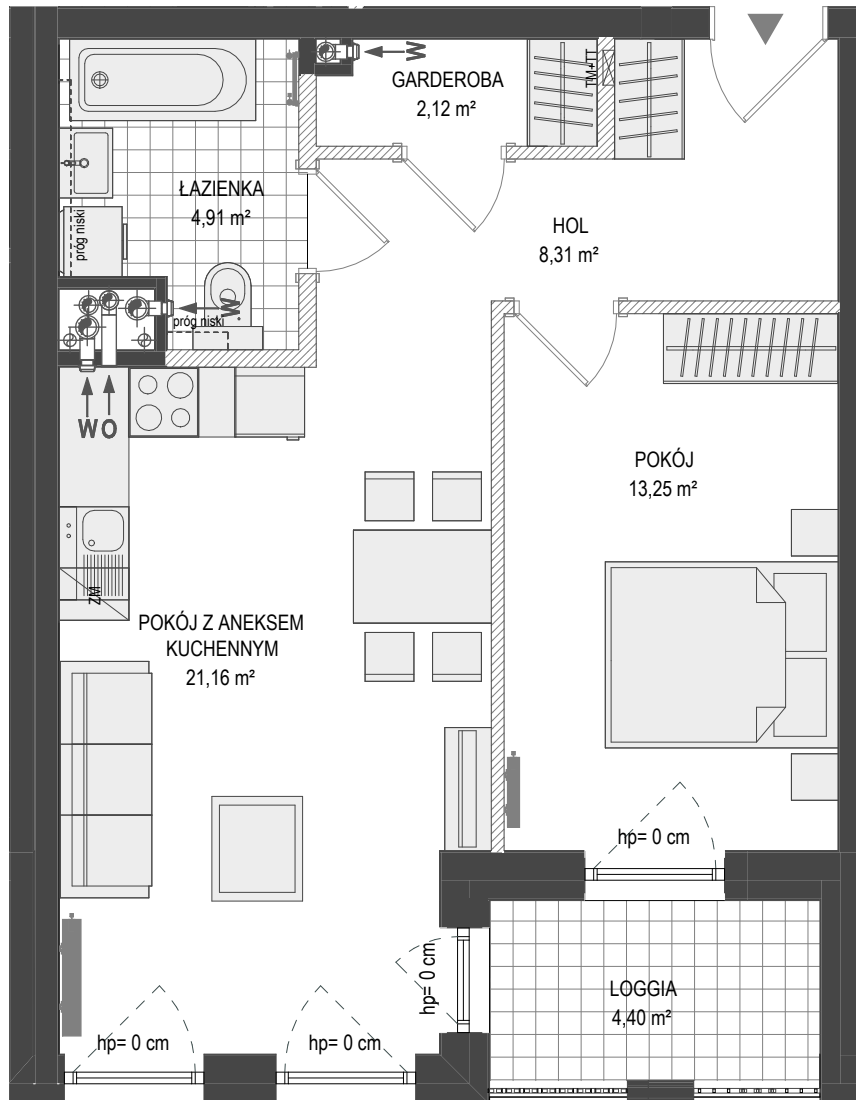 W
GARDEROBA
2,12 m²
TM+TT
ŁAZIENKA
4,91 m²
próg niski
HOL
8,31 m²
W
próg niski
W O
POKÓJ
13,25 m²
ZM
POKÓJ Z ANEKSEM
KUCHENNYM
21,16 m²
hp= 0 cm
hp= 0 cm
LOGGIA
4,40 m²
hp= 0 cm
hp= 0 cm